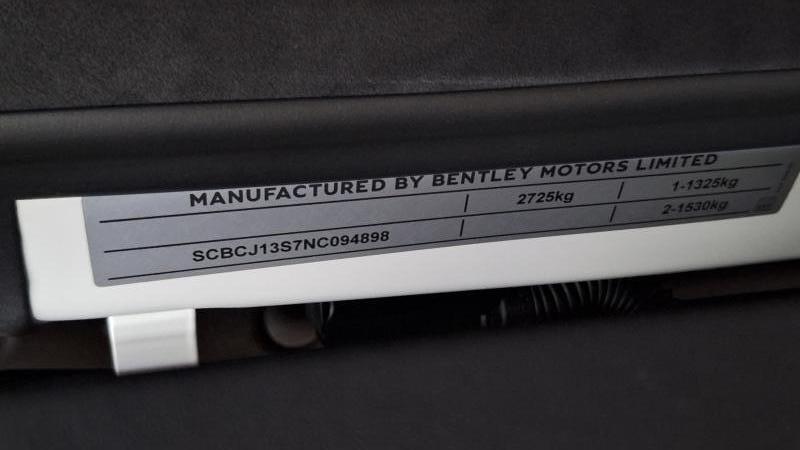 MANUFACTURED BY BENTLEY MOTORS LIMITED
2725kg 1-1325kg
SCBCJ13S7NC094898 2-1530kg